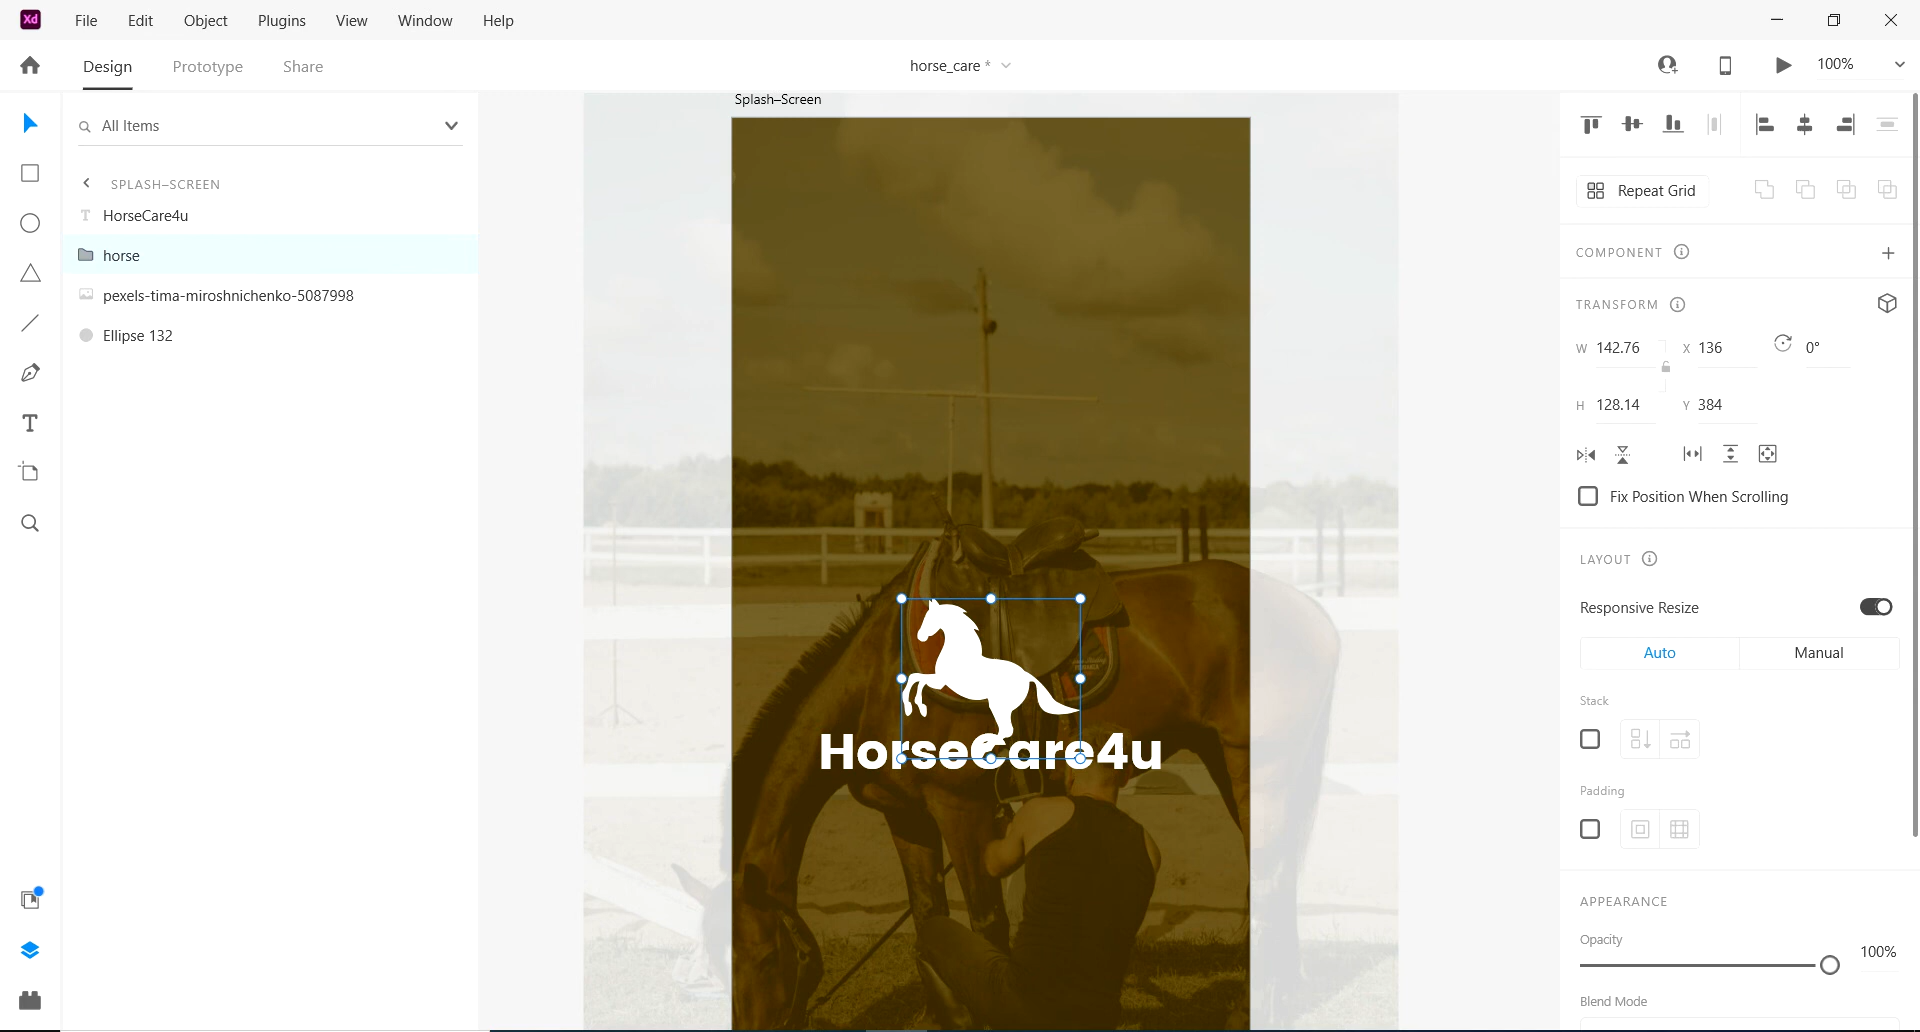 Xd File Edit Object Plugins View Window Help
Design Prototype Share horse_care * 100%
All Items
SPLASH–SCREEN
HorseCare4u
horse
pexels-tima-miroshnichenko-5087998
Ellipse 132
Splash–Screen
HorseCare4u
Repeat Grid
COMPONENT
TRANSFORM
W 142.76 X 136 0°
H 128.14 Y 384
Fix Position When Scrolling
LAYOUT
Responsive Resize
Auto Manual
Stack
Padding
APPEARANCE
Opacity
100%
Blend Mode